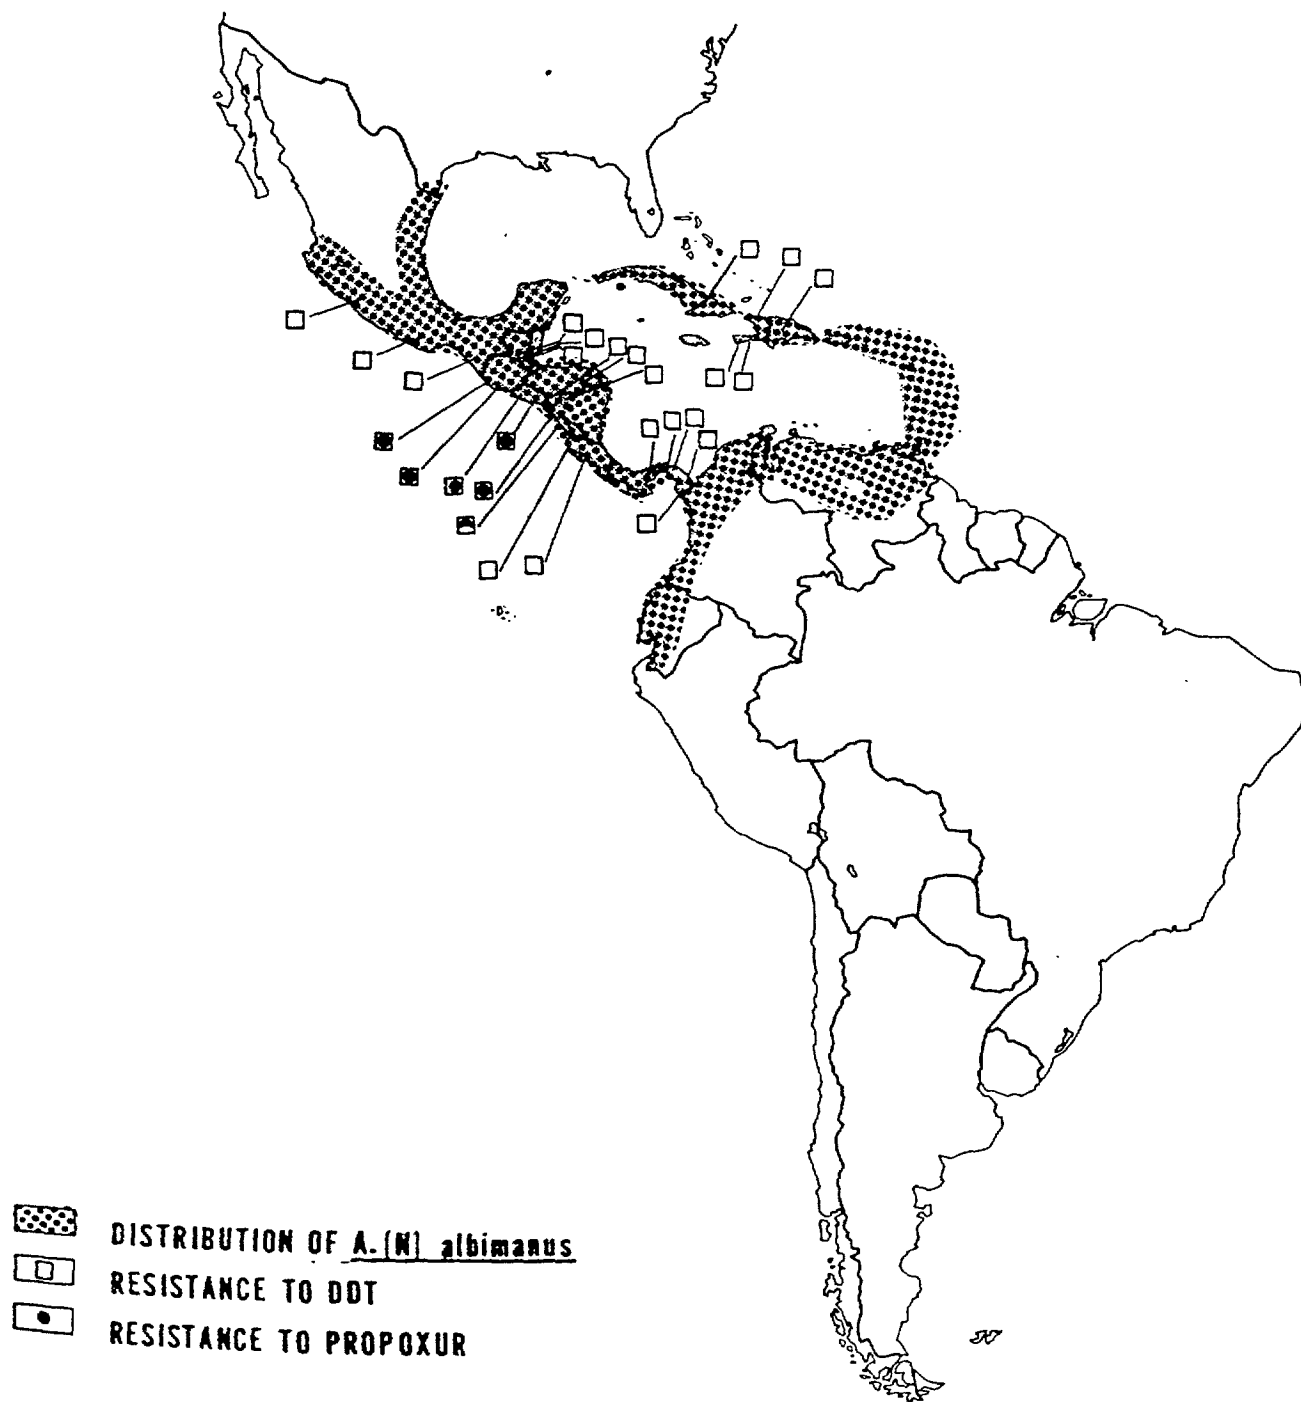 DISTRIBUTION OF A.(N) albimanus
RESISTANCE TO DDT
RESISTANCE TO PROPOXUR